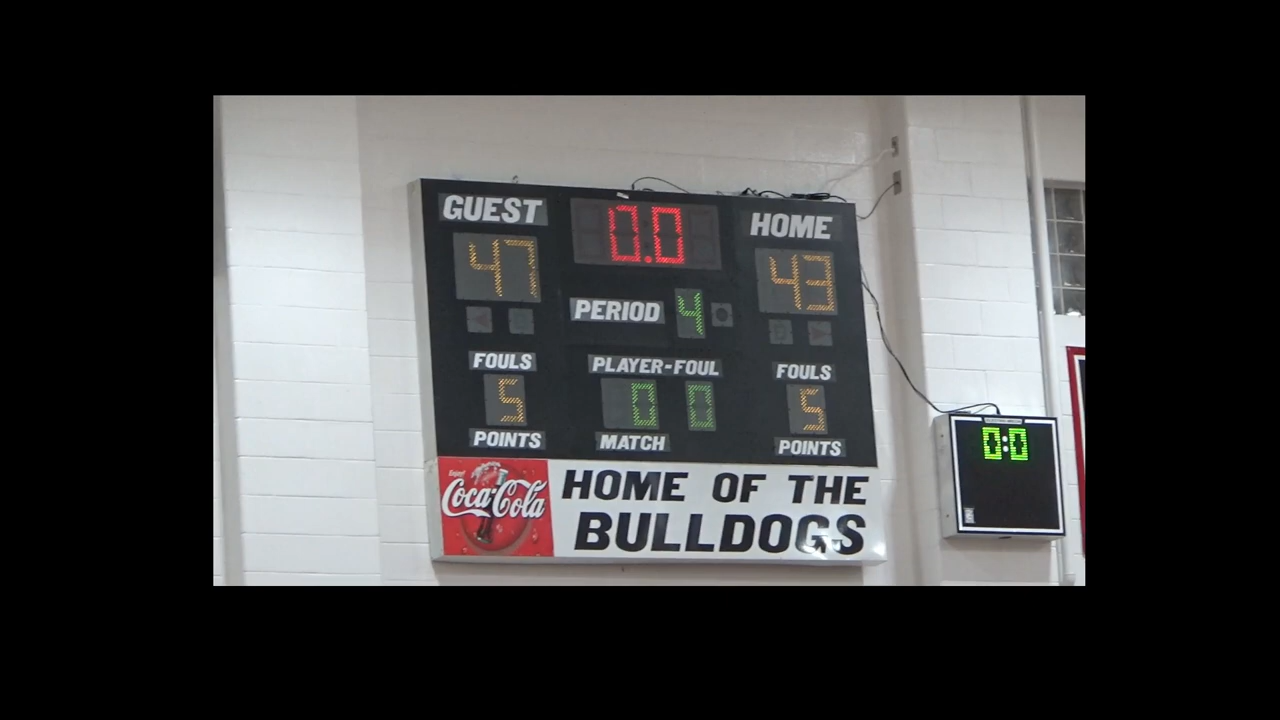 GUEST
0.0
HOME
47
43
PERIOD 4
FOULS
PLAYER-FOUL
FOULS
5
0 0
5
POINTS
MATCH
POINTS
Enjoy
Coca-Cola
HOME OF THE
BULLDOGS
0:0